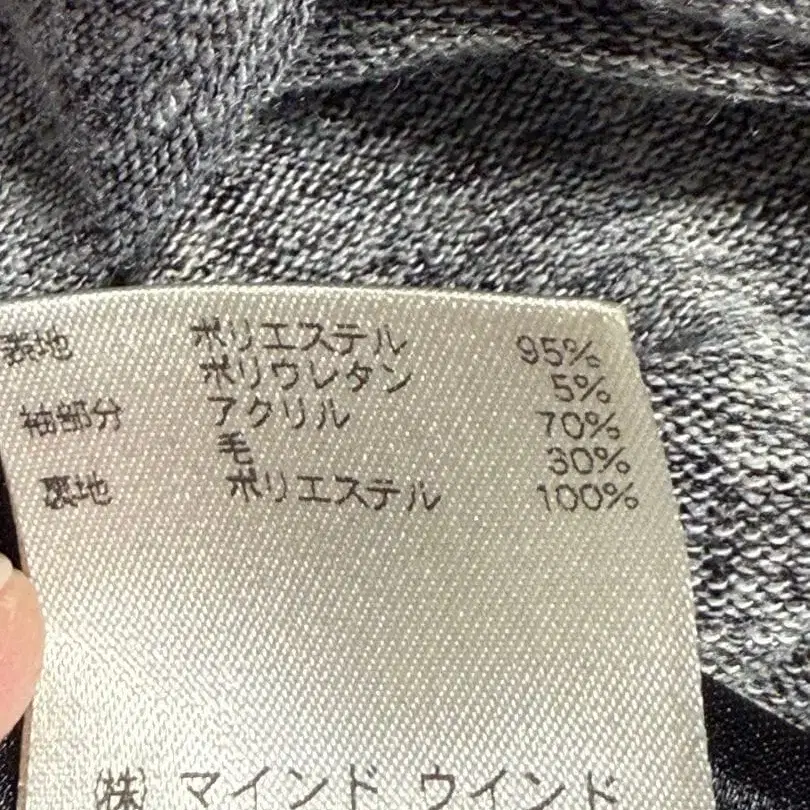 表地 ポリエステル 95%
ポリウレタン 5%
袖部分 アクリル 70%
毛 30%
裏地 ポリエステル 100%
㈱ マインド ウインド